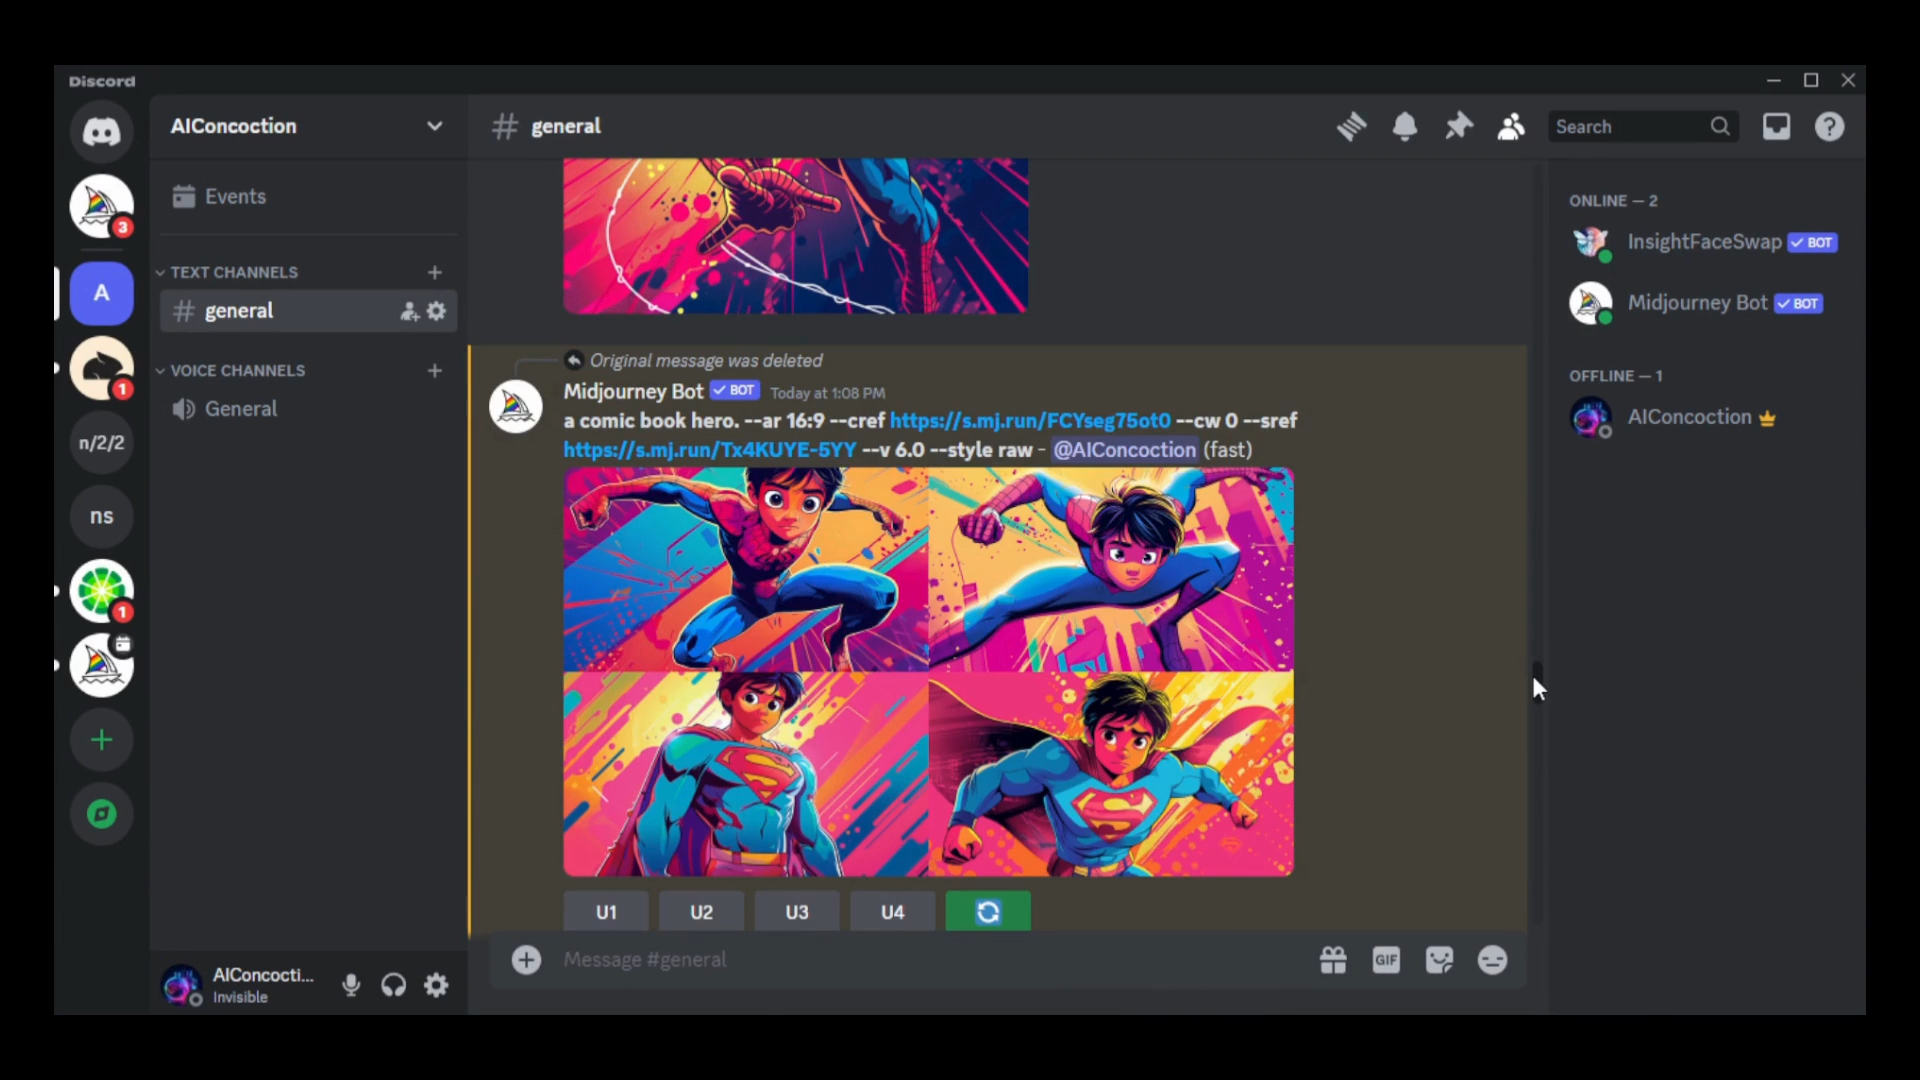 Discord
AIConcoction
general
Search
Events
3
TEXT CHANNELS
general
A
VOICE CHANNELS
General
1
n/2/2
ns
1
Original message was deleted
Midjourney Bot BOT Today at 1:08 PM
a comic book hero. --ar 16:9 --cref https://s.mj.run/FCYseg75ot0 --cw 0 --sref
https://s.mj.run/Tx4KUYE-5YY --v 6.0 --style raw - @AIConcoction (fast)
S
S
U1 U2 U3 U4
Message #general
GIF
AIConcocti...
Invisible
ONLINE — 2
InsightFaceSwap BOT
Midjourney Bot BOT
OFFLINE — 1
AIConcoction